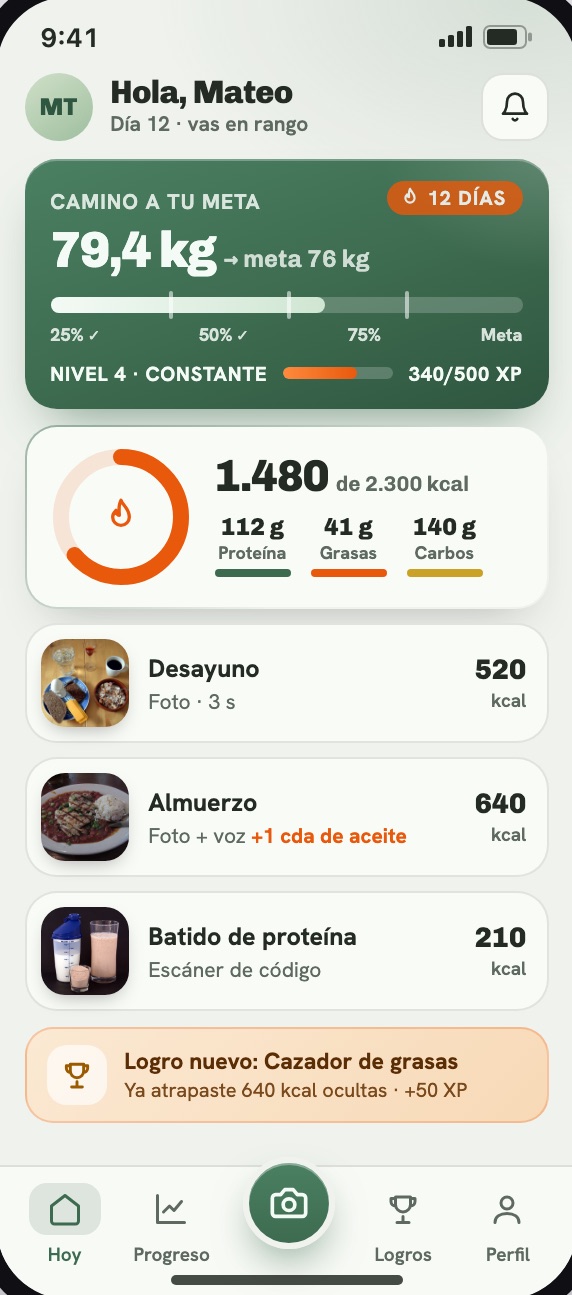 9:41
MT
Hola, Mateo
Día 12 · vas en rango
CAMINO A TU META
12 DÍAS
79,4 kg → meta 76 kg
25% ✓ 50% ✓ 75% Meta
NIVEL 4 · CONSTANTE 340/500 XP
1.480 de 2.300 kcal
112 g 41 g 140 g
Proteína Grasas Carbos
Desayuno
520
Foto · 3 s
kcal
Almuerzo
640
Foto + voz +1 cda de aceite
kcal
Batido de proteína
210
Escáner de código
kcal
Logro nuevo: Cazador de grasas
Ya atrapaste 640 kcal ocultas · +50 XP
Hoy Progreso Logros Perfil